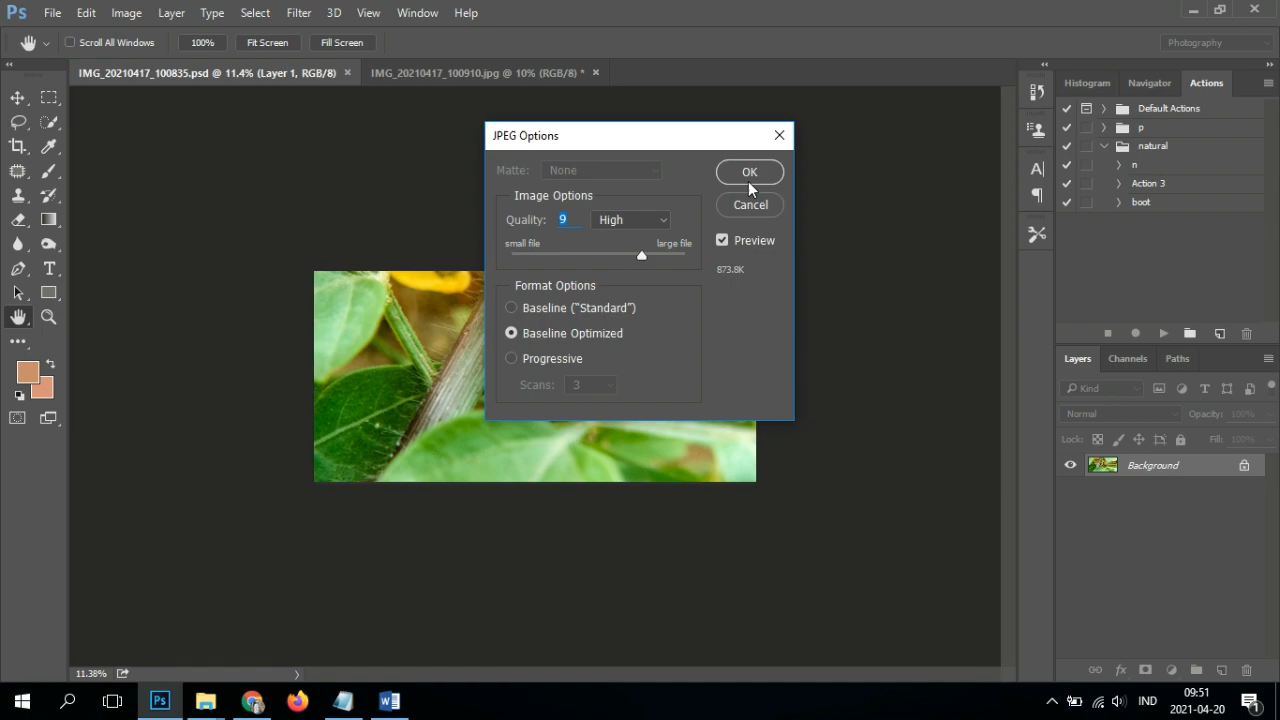 Ps File Edit Image Layer Type Select Filter 3D View Window Help
Scroll All Windows 100% Fit Screen Fill Screen Photography
IMG_20210417_100835.psd @ 11.4% (Layer 1, RGB/8) × IMG_20210417_100910.jpg @ 10% (RGB/8) * ×
Histogram Navigator Actions
Default Actions
p
natural
n
Action 3
boot
JPEG Options
Matte: None
OK
Image Options
Cancel
Quality: 9 High
Preview
small file large file
873.8K
Format Options
Baseline ("Standard")
Baseline Optimized
Progressive
Scans: 3
Layers Channels Paths
Kind
Normal Opacity: 100%
Lock: Fill: 100%
Background
11.38%
Ps
IND
09:51
2021-04-20
1